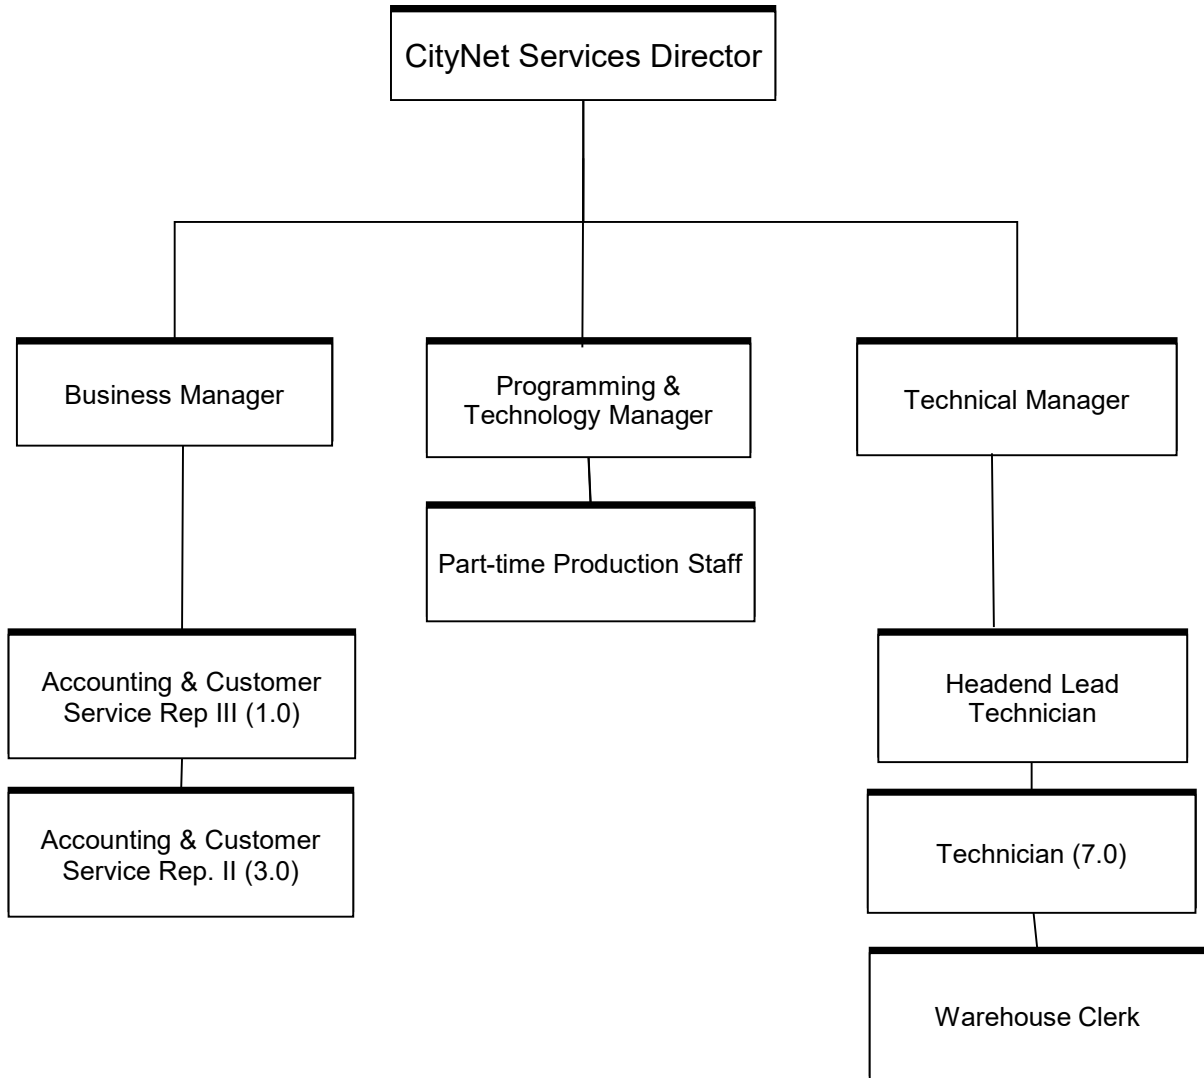 CityNet Services Director
Business Manager
Programming &
Technology Manager
Technical Manager
Part-time Production Staff
Accounting & Customer
Service Rep III (1.0)
Headend Lead
Technician
Accounting & Customer
Service Rep. II (3.0)
Technician (7.0)
Warehouse Clerk